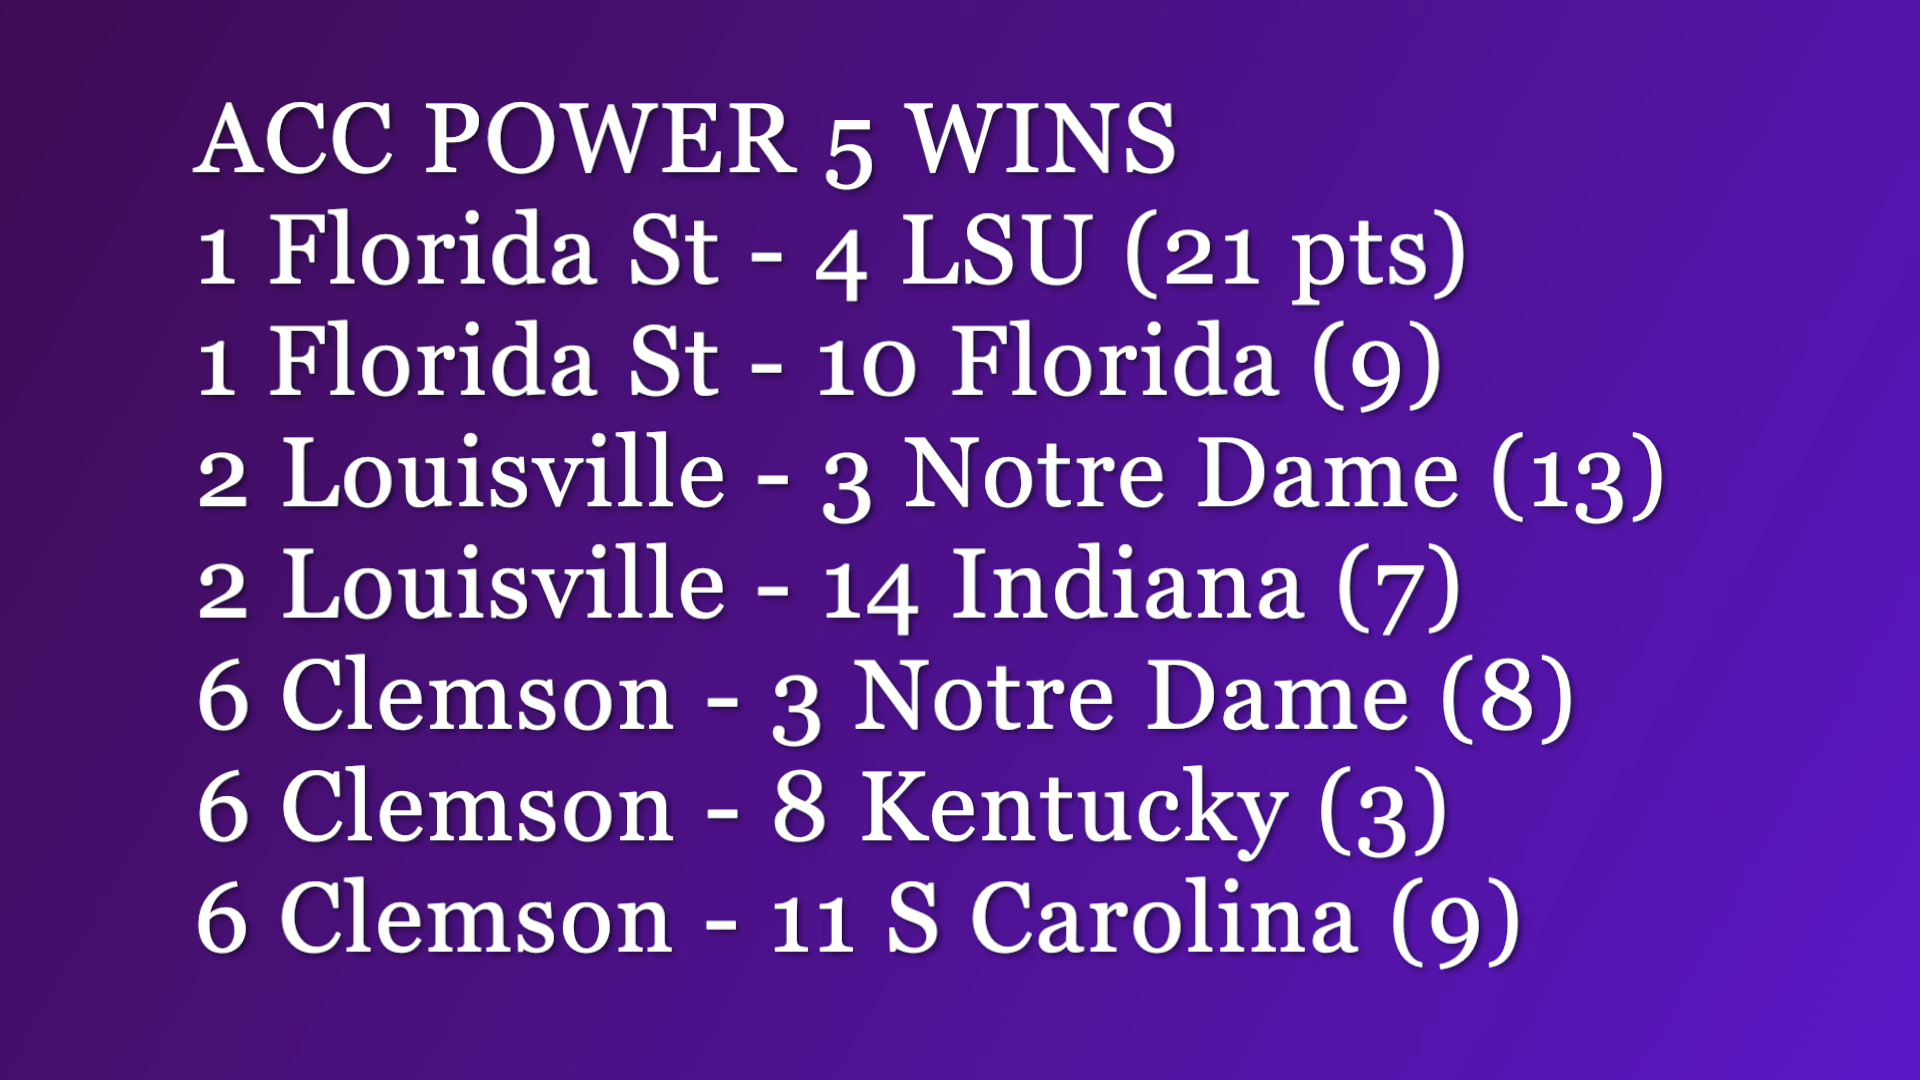 ACC POWER 5 WINS
1 Florida St - 4 LSU (21 pts)
1 Florida St - 10 Florida (9)
2 Louisville - 3 Notre Dame (13)
2 Louisville - 14 Indiana (7)
6 Clemson - 3 Notre Dame (8)
6 Clemson - 8 Kentucky (3)
6 Clemson - 11 S Carolina (9)